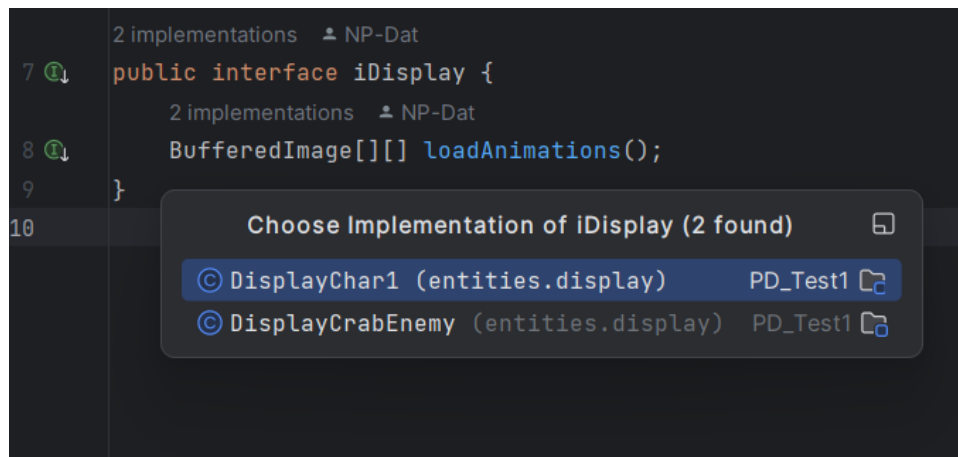 2 implementations NP-Dat
7 public interface iDisplay {
2 implementations NP-Dat
8 BufferedImage[][] loadAnimations();
9 }
10
Choose Implementation of iDisplay (2 found)
DisplayChar1 (entities.display) PD_Test1
DisplayCrabEnemy (entities.display) PD_Test1